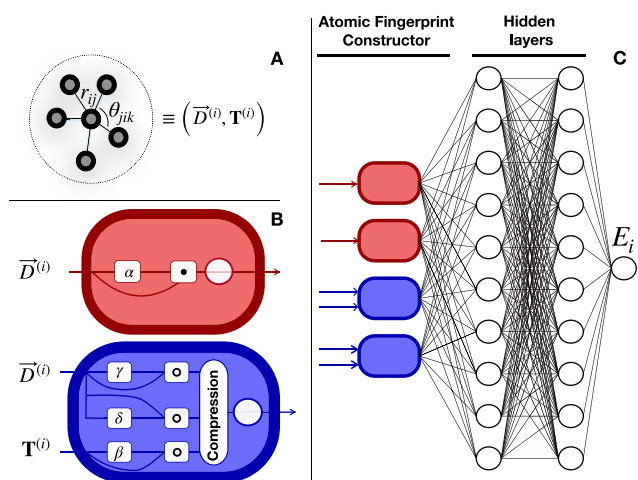 A
r_ij
θ_jik
≡ (D⃗^(i), T^(i))
B
D⃗^(i)
α
D⃗^(i)
γ
δ
T^(i)
β
Compression
Atomic Fingerprint
Constructor
Hidden
layers
C
E_i